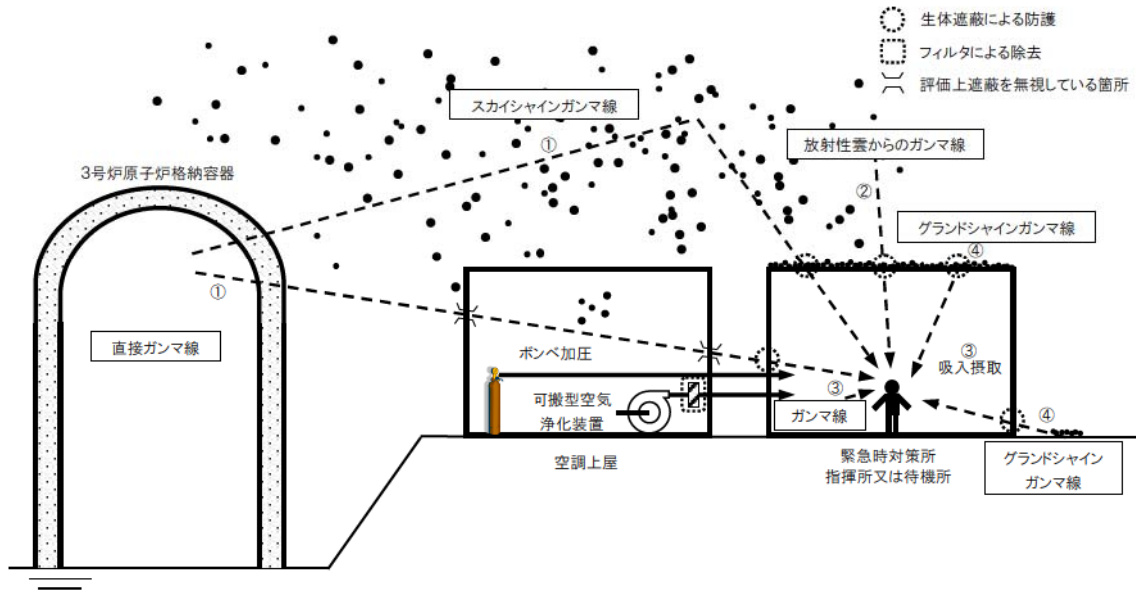 生体遮蔽による防護
フィルタによる除去
評価上遮蔽を無視している箇所
スカイシャインガンマ線
①
放射性雲からのガンマ線
②
3号炉原子炉格納容器
グランドシャインガンマ線
④
①
直接ガンマ線
ボンベ加圧
③
吸入摂取
可搬型空気
浄化装置
③
ガンマ線
④
空調上屋
緊急時対策所
指揮所又は待機所
グランドシャイン
ガンマ線